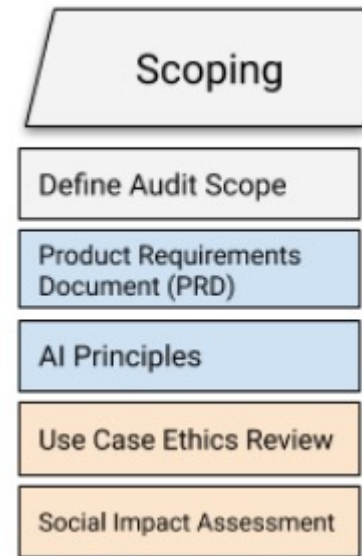 Scoping
Define Audit Scope
Product Requirements
Document (PRD)
AI Principles
Use Case Ethics Review
Social Impact Assessment